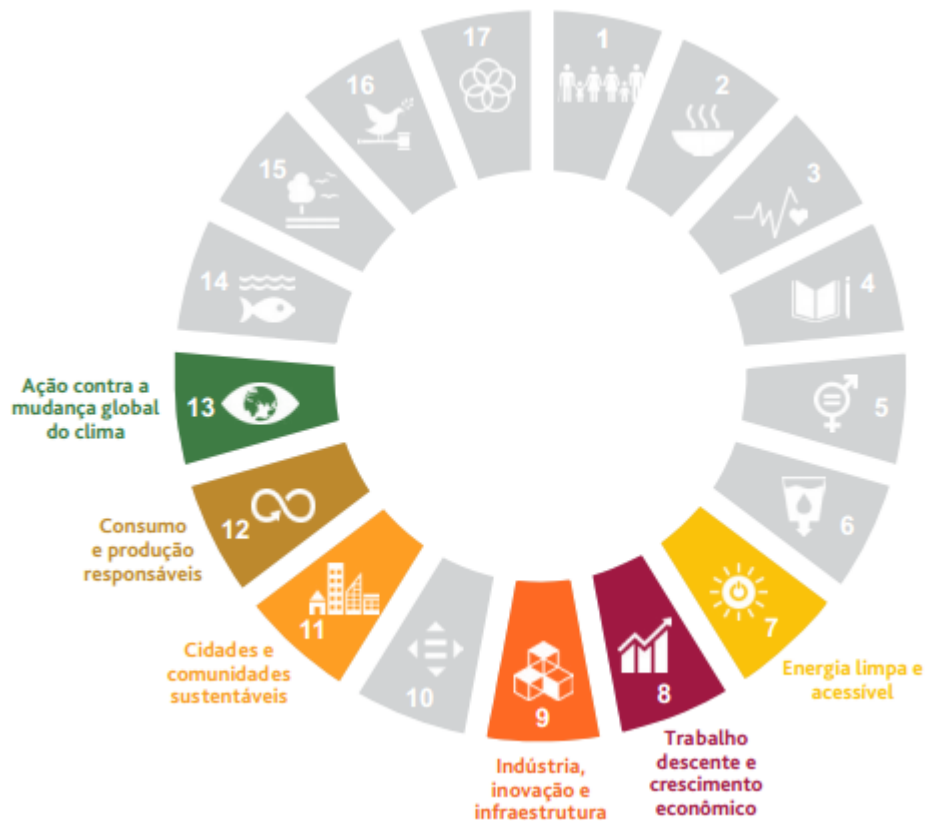 17
1
16
2
15
3
14
4
Ação contra a
mudança global
do clima
13
5
12
6
Consumo
e produção
responsáveis
11
7
Cidades e
comunidades
sustentáveis
10
9
8
Energia limpa e
acessível
Indústria,
inovação e
infraestrutura
Trabalho
descente e
crescimento
econômico